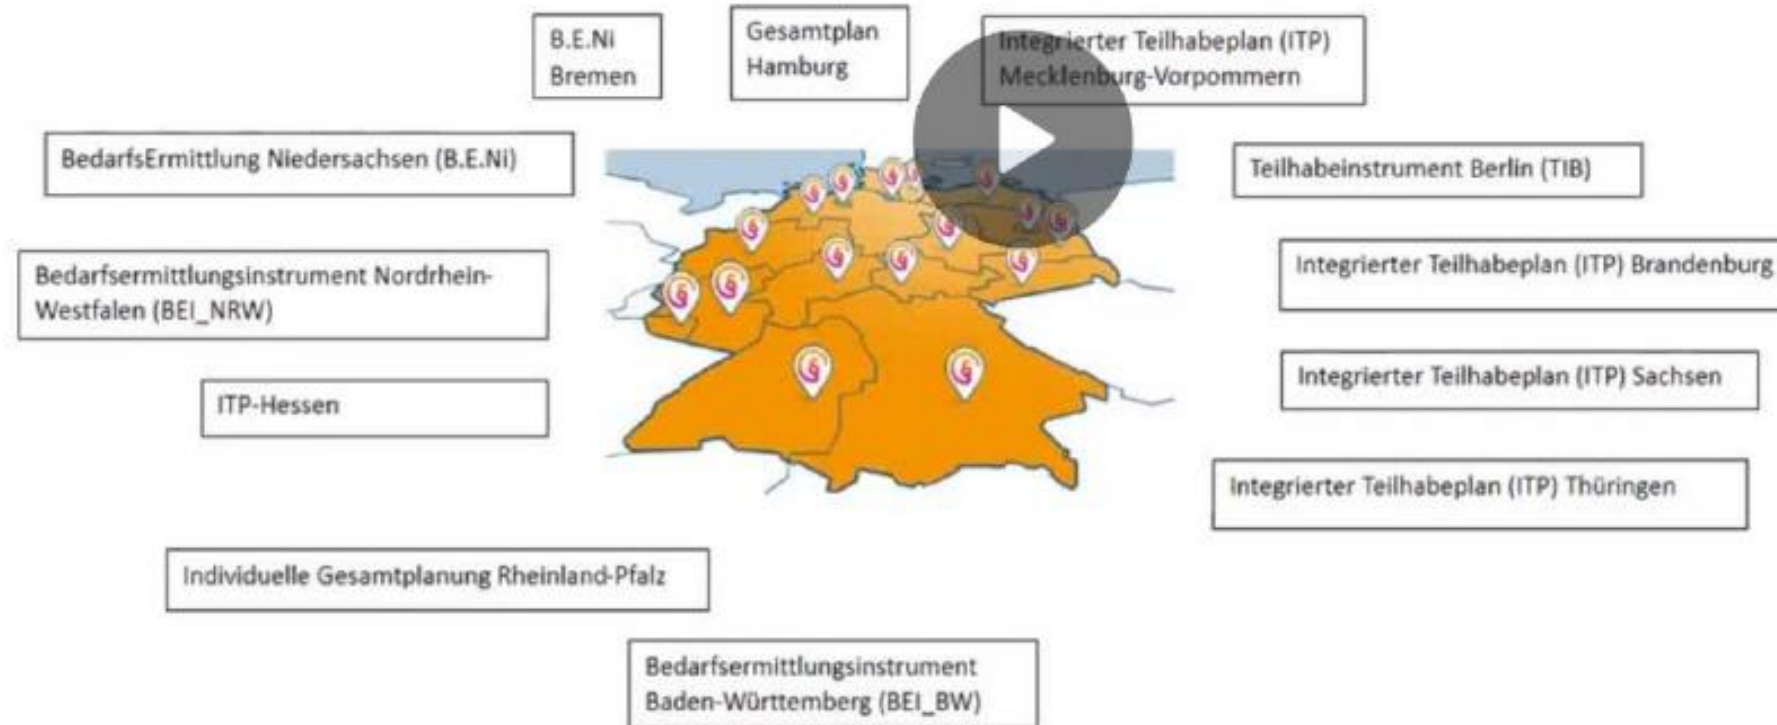 B.E.Ni
Bremen
Gesamtplan
Hamburg
Integrierter Teilhabeplan (ITP)
Mecklenburg-Vorpommern
BedarfsErmittlung Niedersachsen (B.E.Ni)
Teilhabeinstrument Berlin (TIB)
Bedarfsermittlungsinstrument Nordrhein-
Westfalen (BEI_NRW)
Integrierter Teilhabeplan (ITP) Brandenburg
ITP-Hessen
Integrierter Teilhabeplan (ITP) Sachsen
Integrierter Teilhabeplan (ITP) Thüringen
Individuelle Gesamtplanung Rheinland-Pfalz
Bedarfsermittlungsinstrument
Baden-Württemberg (BEI_BW)